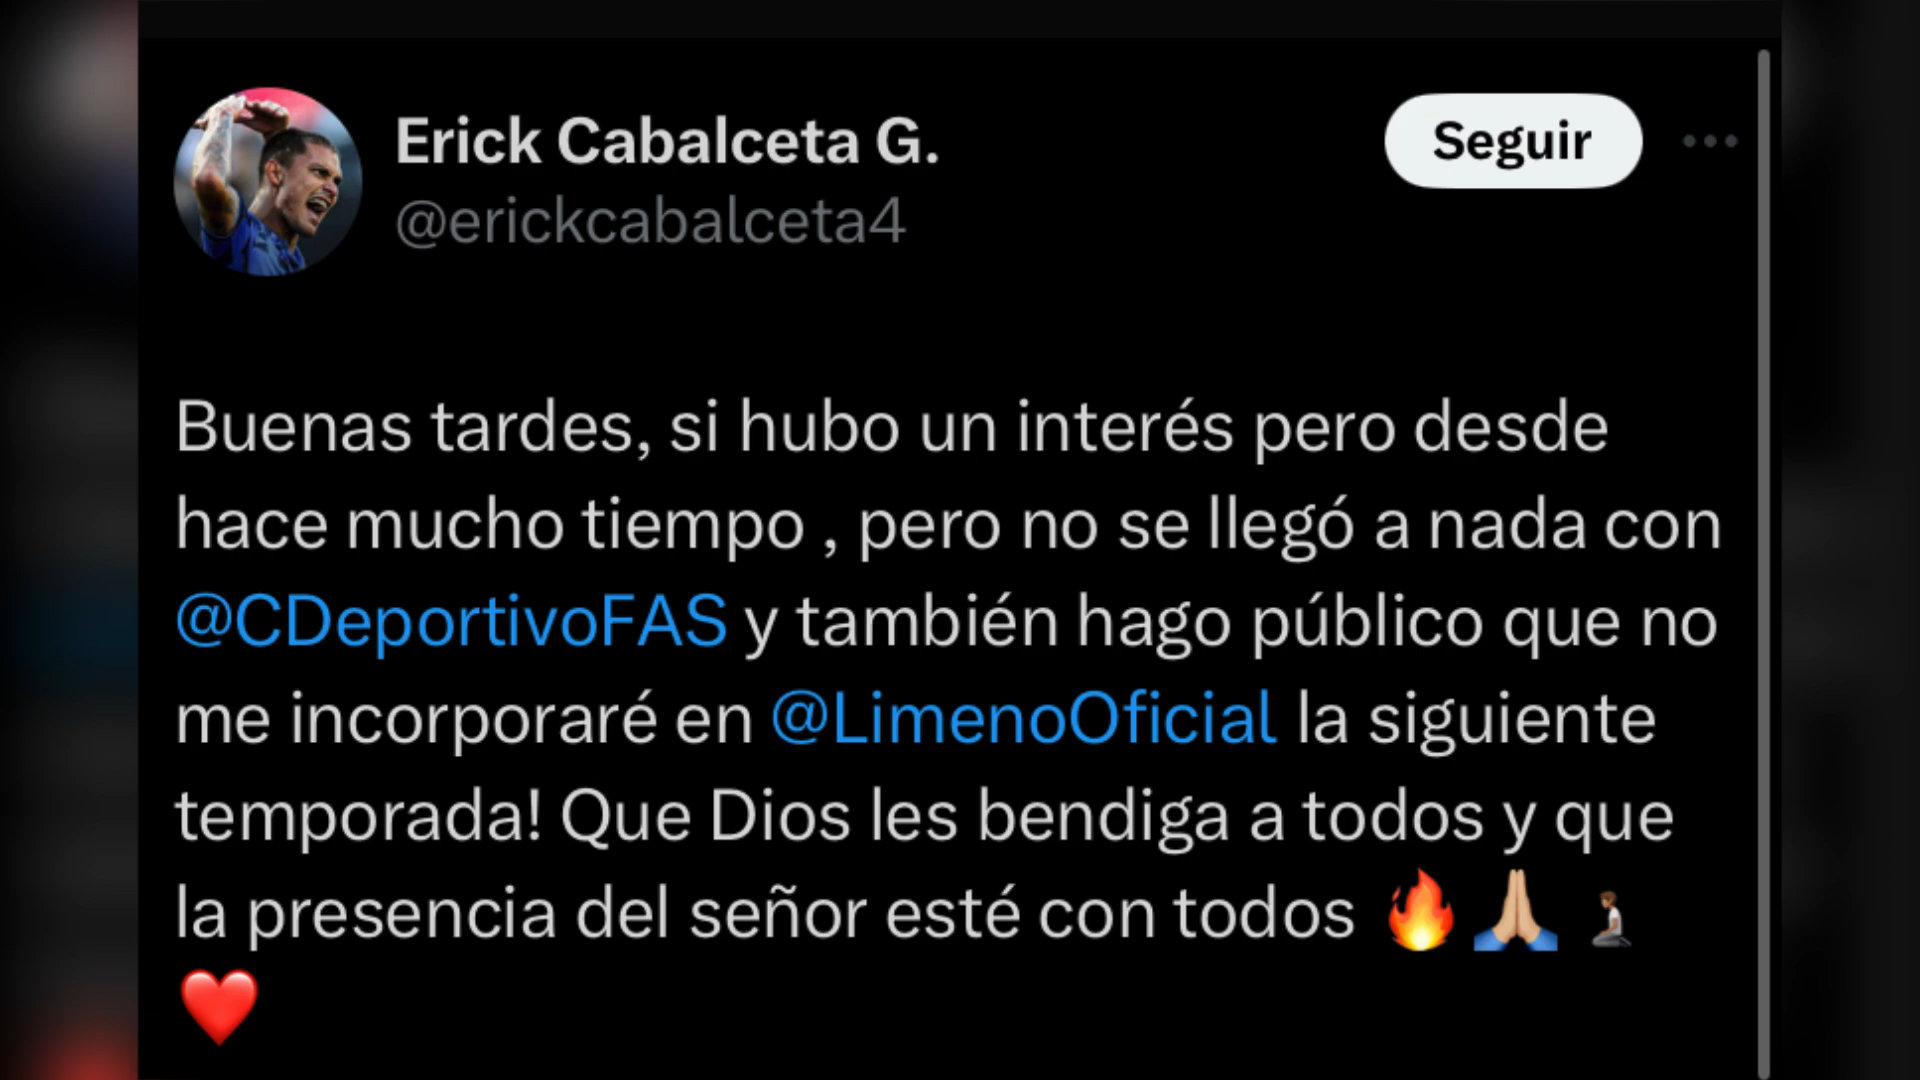 Erick Cabalceta G.
@erickcabalceta4
Seguir
Buenas tardes, si hubo un interés pero desde
hace mucho tiempo , pero no se llegó a nada con
@CDeportivoFAS y también hago público que no
me incorporaré en @LimenoOficial la siguiente
temporada! Que Dios les bendiga a todos y que
la presencia del señor esté con todos 🔥🙏🏼🧎🏽
❤️